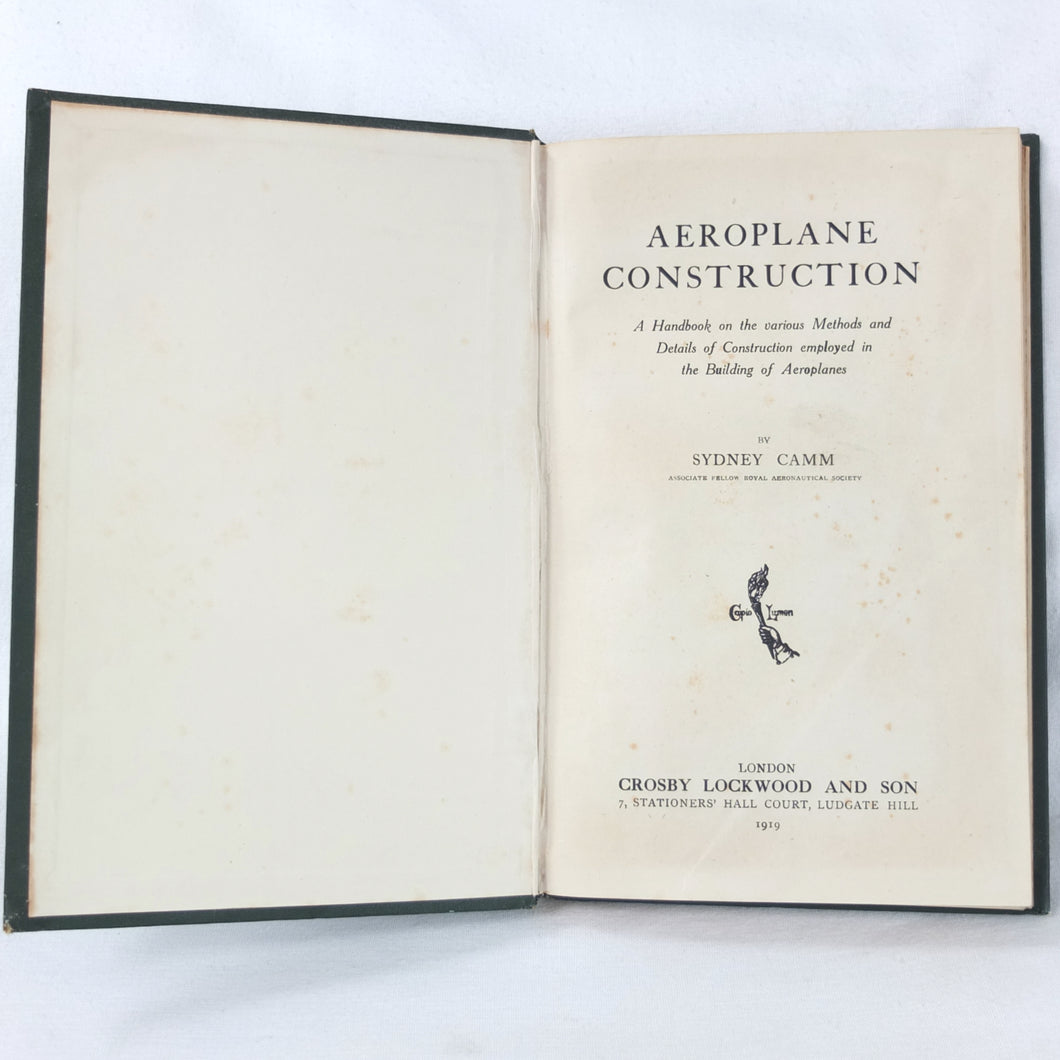 AEROPLANE
CONSTRUCTION
A Handbook on the various Methods and
Details of Construction employed in
the Building of Aeroplanes
BY
SYDNEY CAMM
ASSOCIATE FELLOW ROYAL AERONAUTICAL SOCIETY
Capio Lumen
LONDON
CROSBY LOCKWOOD AND SON
7, STATIONERS' HALL COURT, LUDGATE HILL
1919